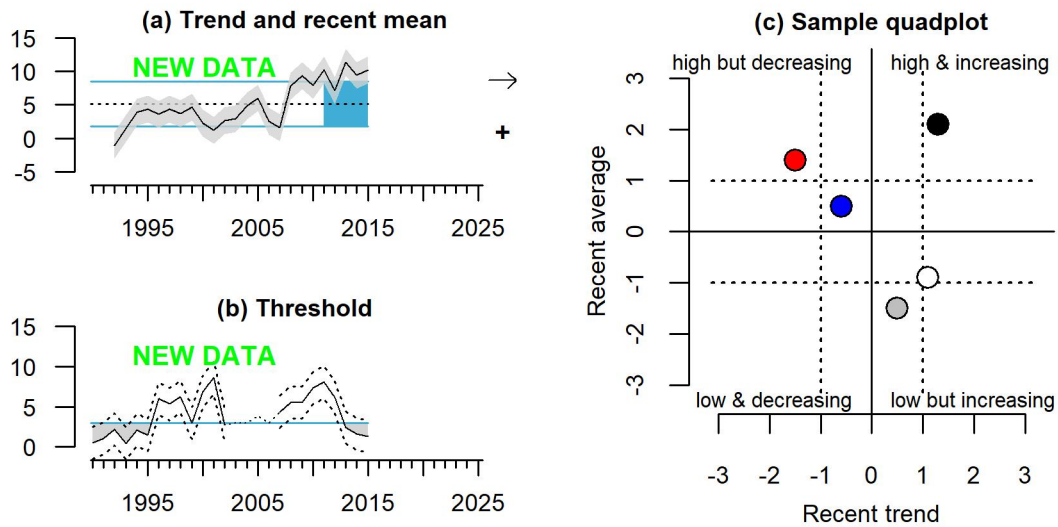 (a) Trend and recent mean
15
10
5
0
-5
NEW DATA
+
1995 2005 2015 2025
(b) Threshold
15
10
5
0
NEW DATA
1995 2005 2015 2025
(c) Sample quadplot
high but decreasing high & increasing
3
2
1
0
-1
-2
-3
Recent average
low & decreasing low but increasing
-3 -2 -1 0 1 2 3
Recent trend